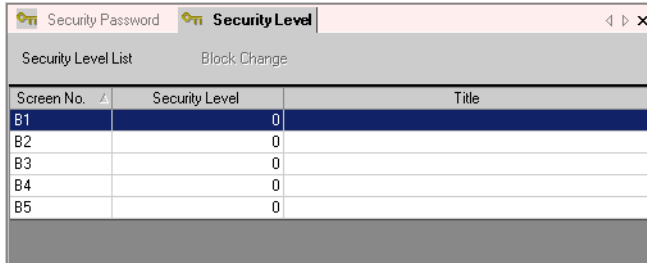 Security Password Security Level
Security Level List Block Change
Screen No. Security Level Title
B1 0
B2 0
B3 0
B4 0
B5 0